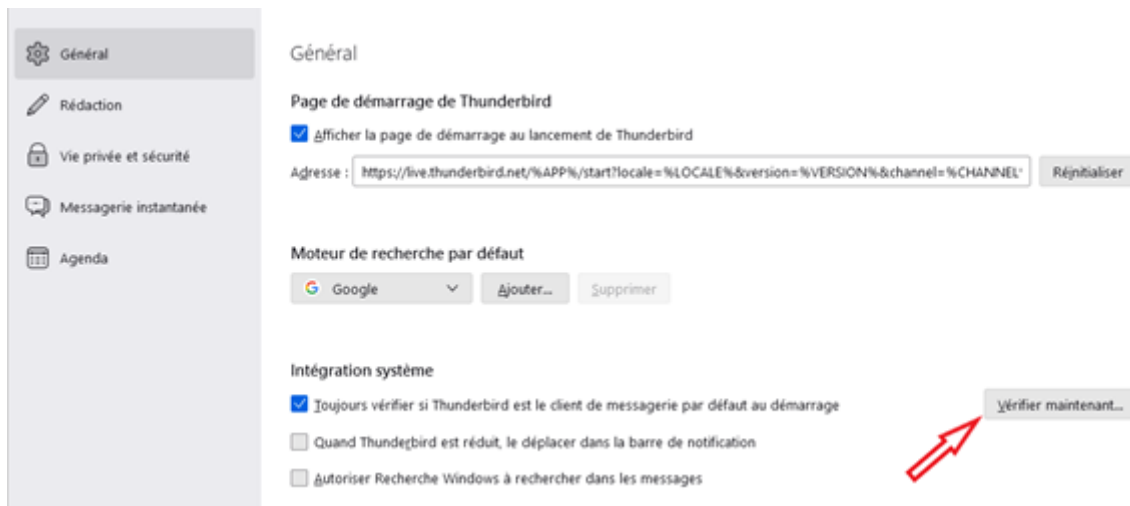 Général
Rédaction
Vie privée et sécurité
Messagerie instantanée
Agenda
Général
Page de démarrage de Thunderbird
Afficher la page de démarrage au lancement de Thunderbird
Adresse : https://live.thunderbird.net/%APP%/start?locale=%LOCALE%&version=%VERSION%&channel=%CHANNEL% Réinitialiser
Moteur de recherche par défaut
Google Ajouter... Supprimer
Intégration système
Toujours vérifier si Thunderbird est le client de messagerie par défaut au démarrage Vérifier maintenant...
Quand Thunderbird est réduit, le déplacer dans la barre de notification
Autoriser Recherche Windows à rechercher dans les messages